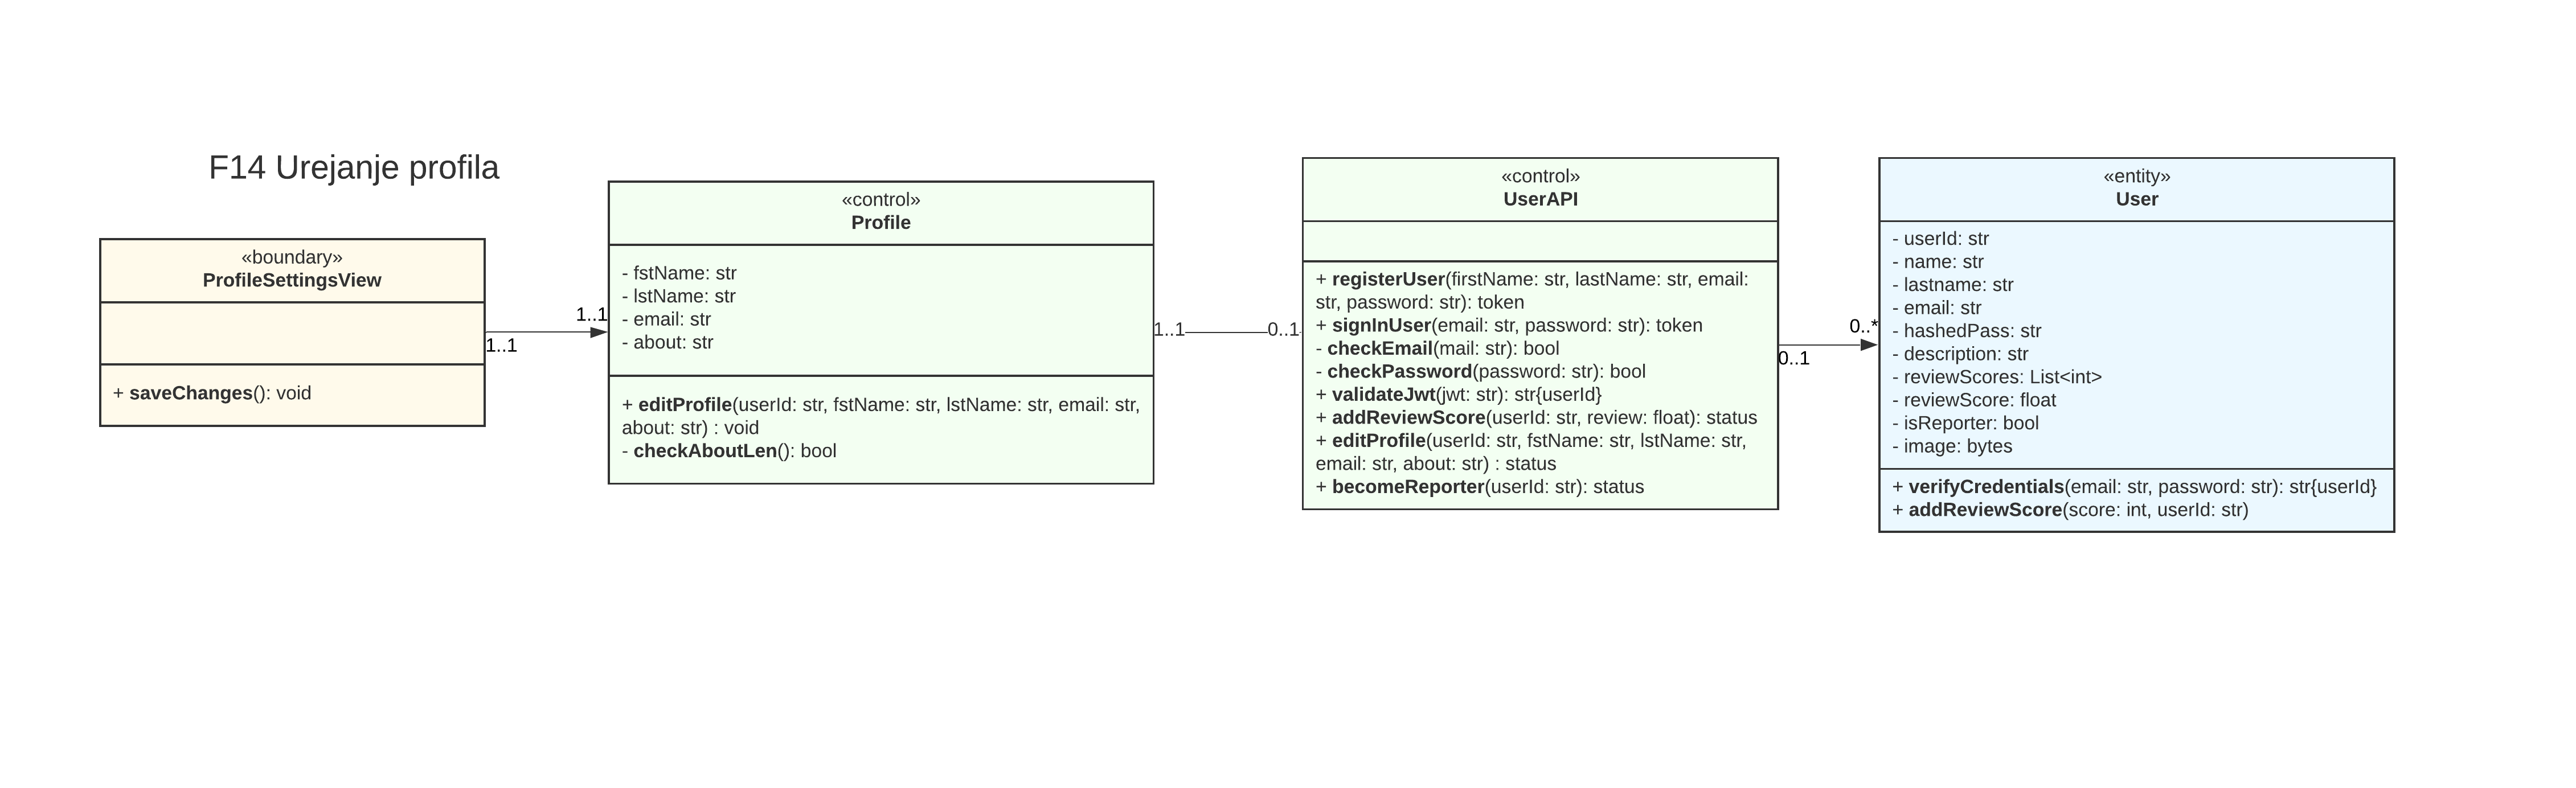 F14 Urejanje profila
«boundary»
ProfileSettingsView
+ saveChanges(): void
1..1
1..1
«control»
Profile
- fstName: str
- lstName: str
- email: str
- about: str
+ editProfile(userId: str, fstName: str, lstName: str, email: str,
about: str) : void
- checkAboutLen(): bool
1..1
0..1
«control»
UserAPI
+ registerUser(firstName: str, lastName: str, email:
str, password: str): token
+ signInUser(email: str, password: str): token
- checkEmail(mail: str): bool
- checkPassword(password: str): bool
+ validateJwt(jwt: str): str{userId}
+ addReviewScore(userId: str, review: float): status
+ editProfile(userId: str, fstName: str, lstName: str,
email: str, about: str) : status
+ becomeReporter(userId: str): status
0..*
0..1
«entity»
User
- userId: str
- name: str
- lastname: str
- email: str
- hashedPass: str
- description: str
- reviewScores: List<int>
- reviewScore: float
- isReporter: bool
- image: bytes
+ verifyCredentials(email: str, password: str): str{userId}
+ addReviewScore(score: int, userId: str)